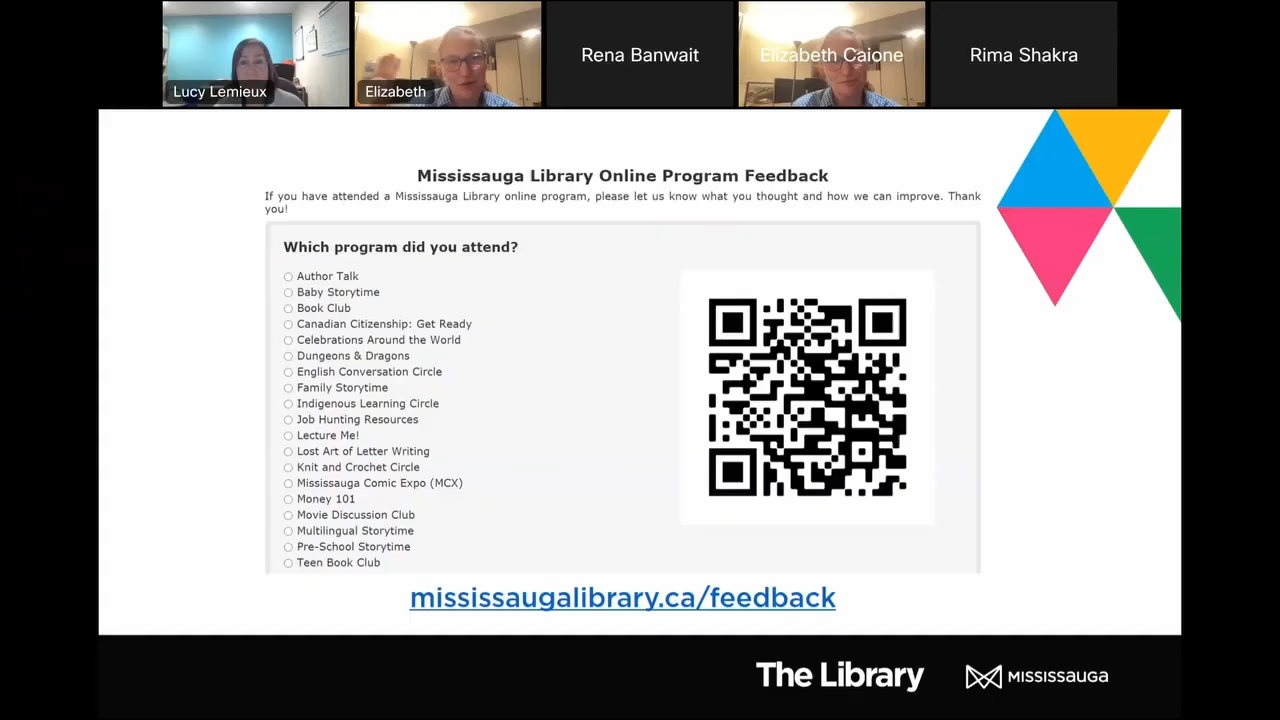 Lucy Lemieux
Elizabeth
Rena Banwait
Elizabeth Caione
Rima Shakra
Mississauga Library Online Program Feedback
If you have attended a Mississauga Library online program, please let us know what you thought and how we can improve. Thank
you!
Which program did you attend?
Author Talk
Baby Storytime
Book Club
Canadian Citizenship: Get Ready
Celebrations Around the World
Dungeons & Dragons
English Conversation Circle
Family Storytime
Indigenous Learning Circle
Job Hunting Resources
Lecture Me!
Lost Art of Letter Writing
Knit and Crochet Circle
Mississauga Comic Expo (MCX)
Money 101
Movie Discussion Club
Multilingual Storytime
Pre-School Storytime
Teen Book Club
mississaugalibrary.ca/feedback
The Library
MISSISSAUGA